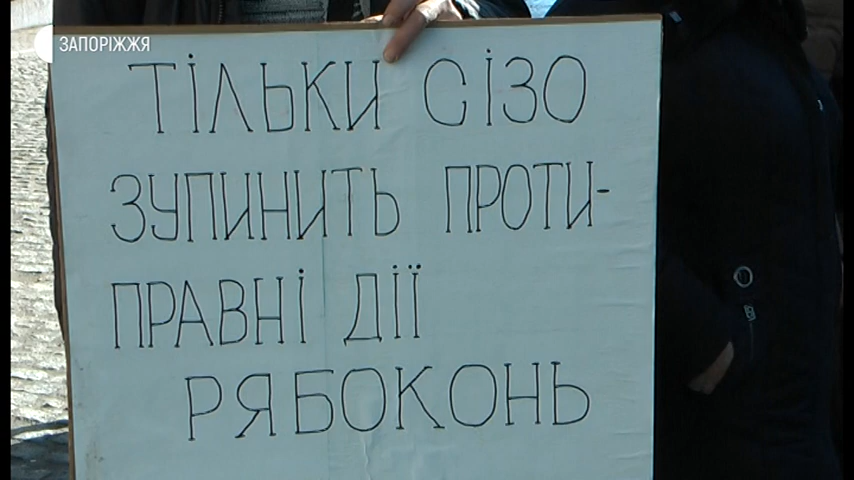 ЗАПОРІЖЖЯ
ТІЛЬКИ СІЗО
ЗУПИНИТЬ ПРОТИ-
ПРАВНІ ДІЇ
РЯБОКОНЬ